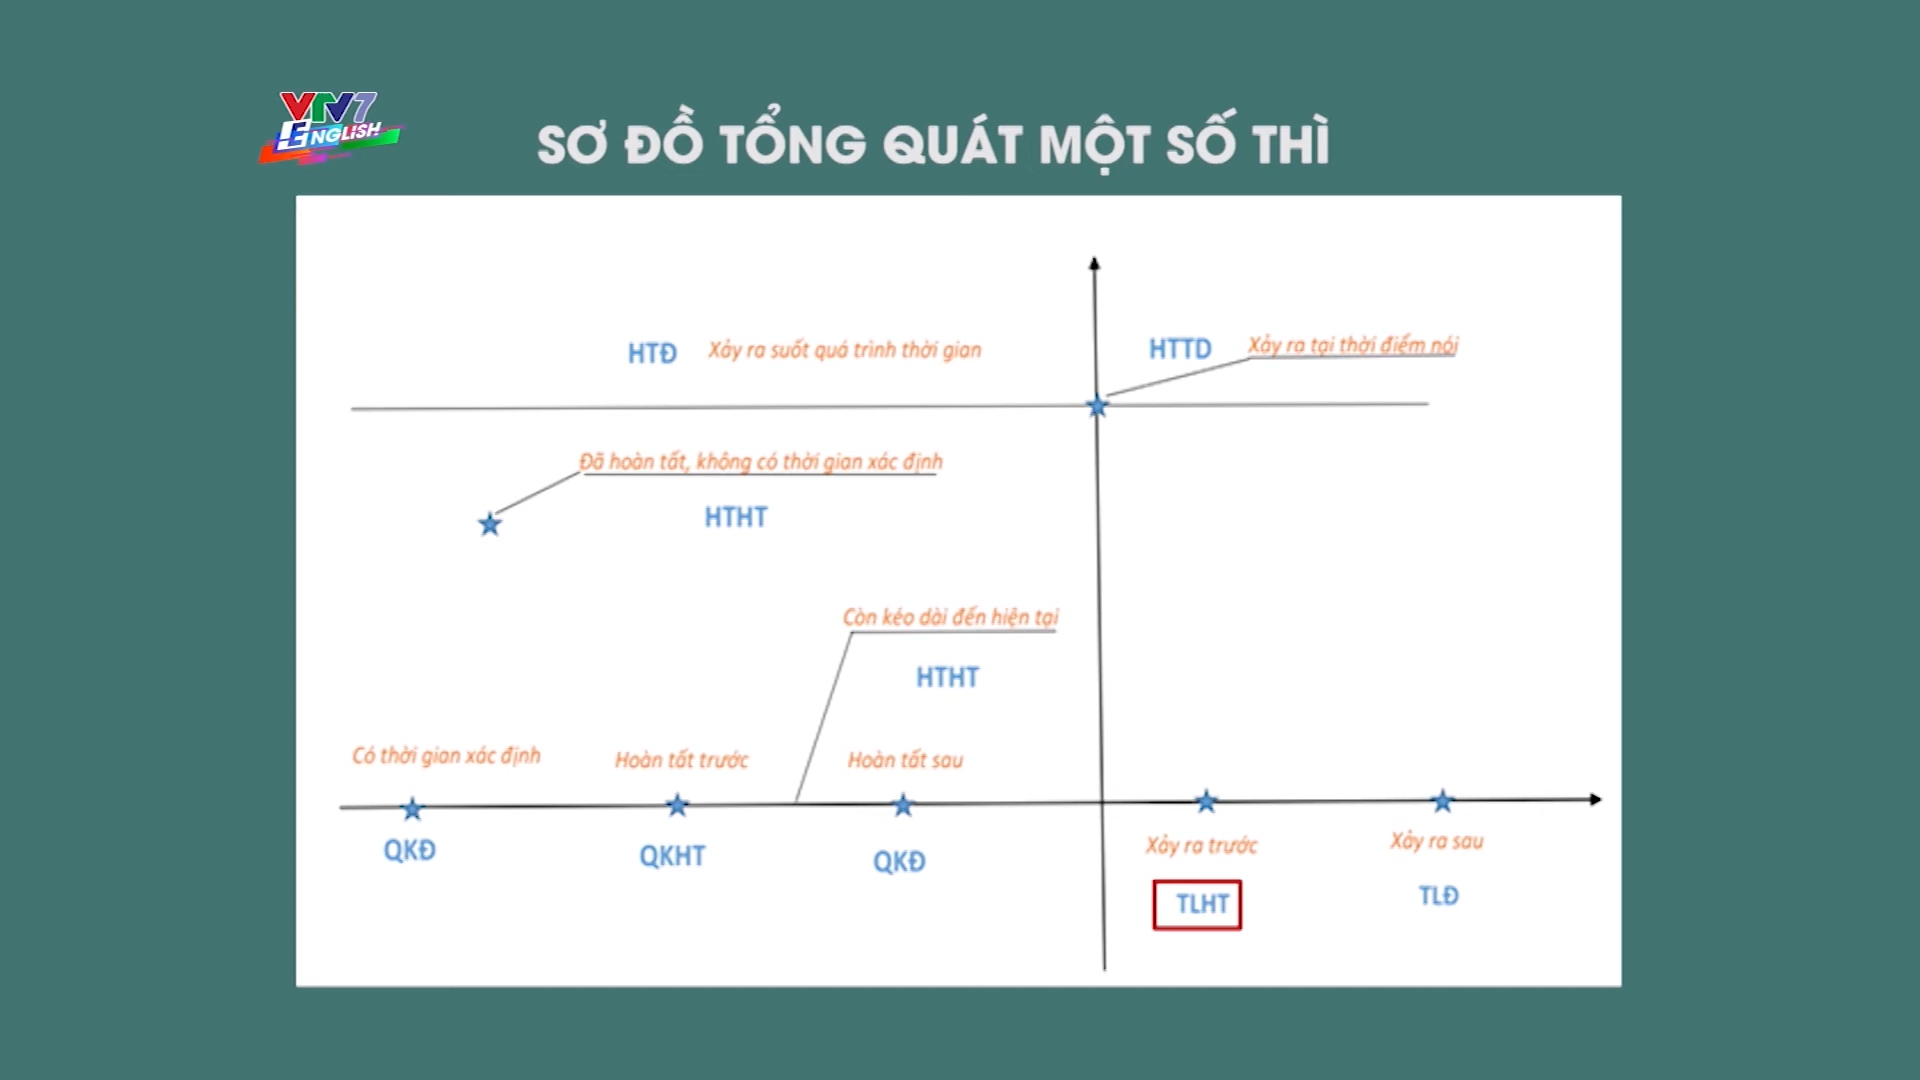 VTV7
ENGLISH
SƠ ĐỒ TỔNG QUÁT MỘT SỐ THÌ
HTĐ Xảy ra suốt quá trình thời gian
HTTD Xảy ra tại thời điểm nói
Đã hoàn tất, không có thời gian xác định
HTHT
Còn kéo dài đến hiện tại
HTHT
Có thời gian xác định
Hoàn tất trước
Hoàn tất sau
QKĐ
QKHT
QKĐ
Xảy ra trước
Xảy ra sau
TLHT
TLĐ